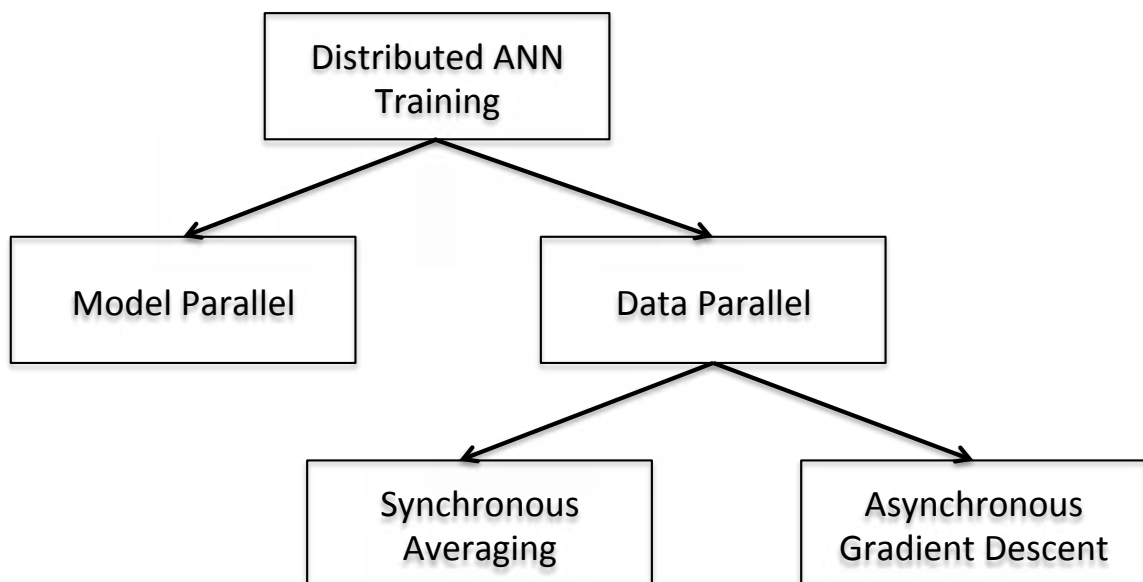 Distributed ANN
Training
Model Parallel
Data Parallel
Synchronous
Averaging
Asynchronous
Gradient Descent